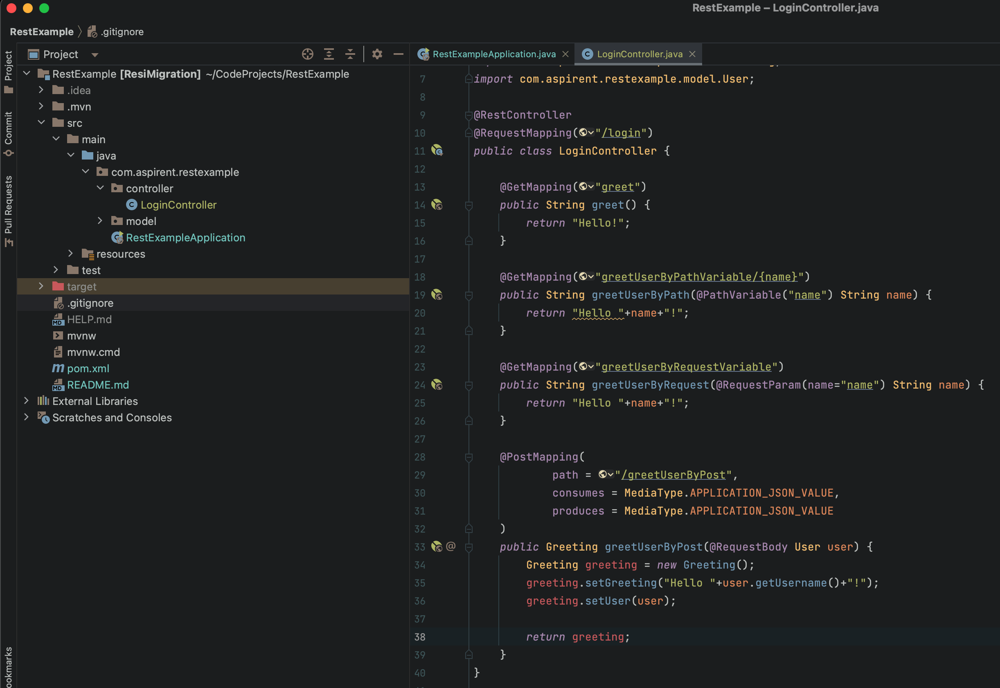 RestExample – LoginController.java
RestExample .gitignore
Project
Commit
Pull Requests
ookmarks
Project
RestExample [ResiMigration] ~/CodeProjects/RestExample
.idea
.mvn
src
main
java
com.aspirent.restexample
controller
LoginController
model
RestExampleApplication
resources
test
target
.gitignore
HELP.md
mvnw
mvnw.cmd
pom.xml
README.md
External Libraries
Scratches and Consoles
RestExampleApplication.java LoginController.java
7 import com.aspirent.restexample.model.User;
8
9 @RestController
10 @RequestMapping("/login")
11 public class LoginController {
12
13 @GetMapping("greet")
14 public String greet() {
15 return "Hello!";
16 }
17
18 @GetMapping("greetUserByPathVariable/{name}")
19 public String greetUserByPath(@PathVariable("name") String name) {
20 return "Hello "+name+"!";
21 }
22
23 @GetMapping("greetUserByRequestVariable")
24 public String greetUserByRequest(@RequestParam(name="name") String name) {
25 return "Hello "+name+"!";
26 }
27
28 @PostMapping(
29 path = "/greetUserByPost",
30 consumes = MediaType.APPLICATION_JSON_VALUE,
31 produces = MediaType.APPLICATION_JSON_VALUE
32 )
33 @ public Greeting greetUserByPost(@RequestBody User user) {
34 Greeting greeting = new Greeting();
35 greeting.setGreeting("Hello "+user.getUsername()+"!");
36 greeting.setUser(user);
37
38 return greeting;
39 }
40 }